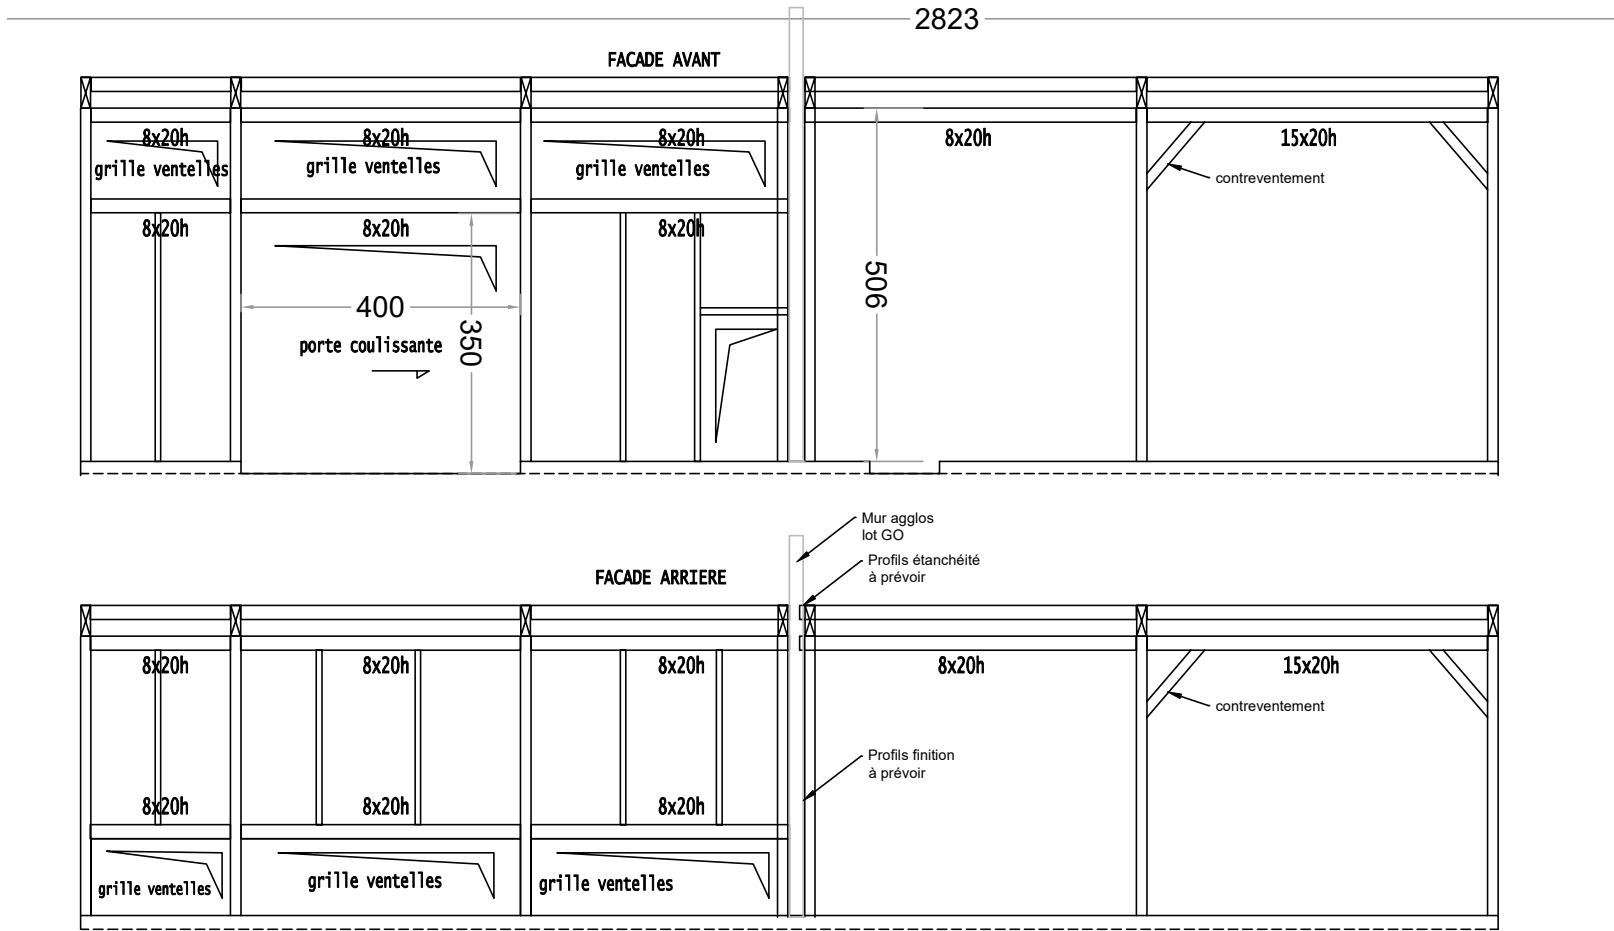 2823
FACADE AVANT
8x20h
8x20h
8x20h
8x20h
15x20h
grille ventelles
grille ventelles
grille ventelles
contreventement
8x20h
8x20h
8x20h
506
400
350
porte coulissante
Mur agglos
lot GO
Profils étanchéité
à prévoir
FACADE ARRIERE
8x20h
8x20h
8x20h
8x20h
15x20h
contreventement
Profils finition
à prévoir
8x20h
8x20h
8x20h
grille ventelles
grille ventelles
grille ventelles